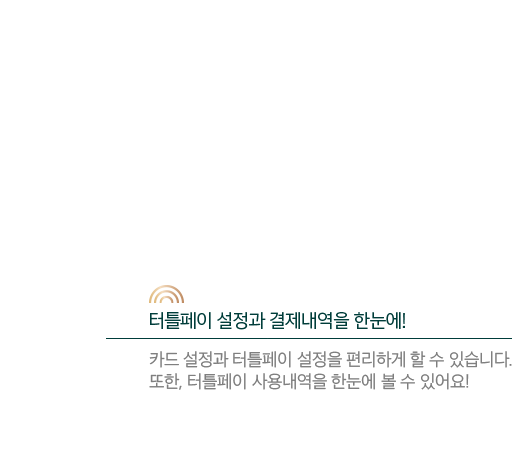 터틀페이 설정과 결제내역을 한눈에!
카드 설정과 터틀페이 설정을 편리하게 할 수 있습니다.
또한, 터틀페이 사용내역을 한눈에 볼 수 있어요!